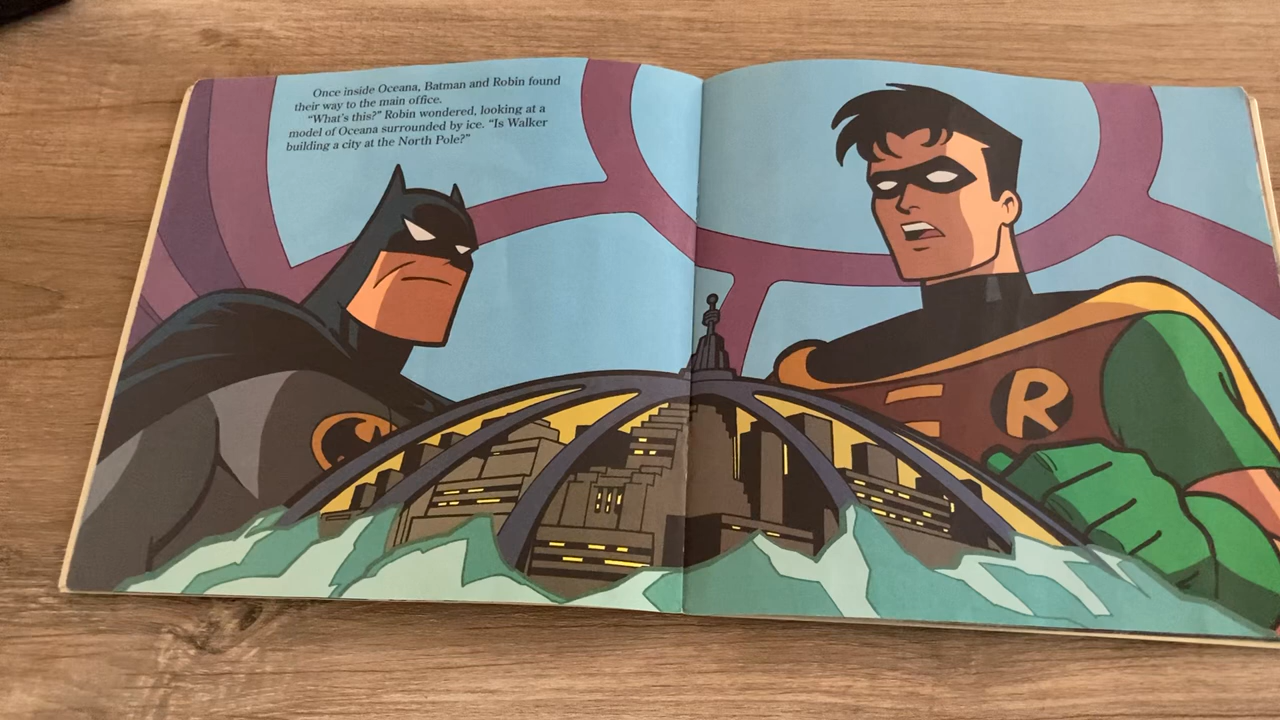 Once inside Oceana, Batman and Robin found
their way to the main office.
"What's this?" Robin wondered, looking at a
model of Oceana surrounded by ice. "Is Walker
building a city at the North Pole?"
R